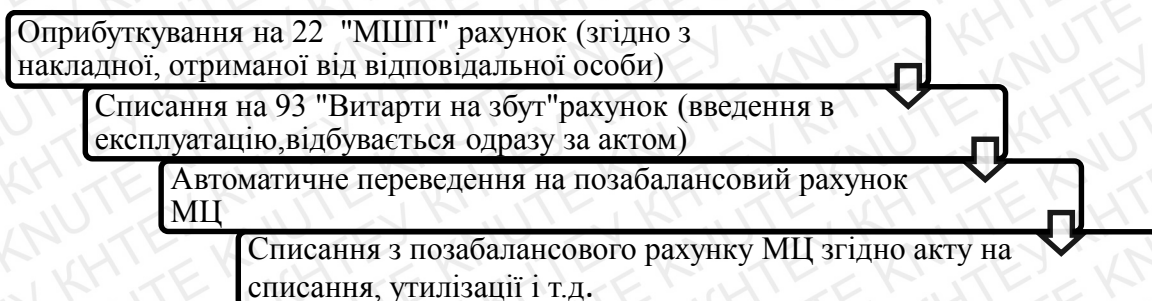 Оприбуткування на 22 "МШП" рахунок (згідно з
накладної, отриманої від відповідальної особи)
Списання на 93 "Витарти на збут"рахунок (введення в
експлуатацію,відбувається одразу за актом)
Автоматичне переведення на позабалансовий рахунок
МЦ
Списання з позабалансового рахунку МЦ згідно акту на
списання, утилізації і т.д.